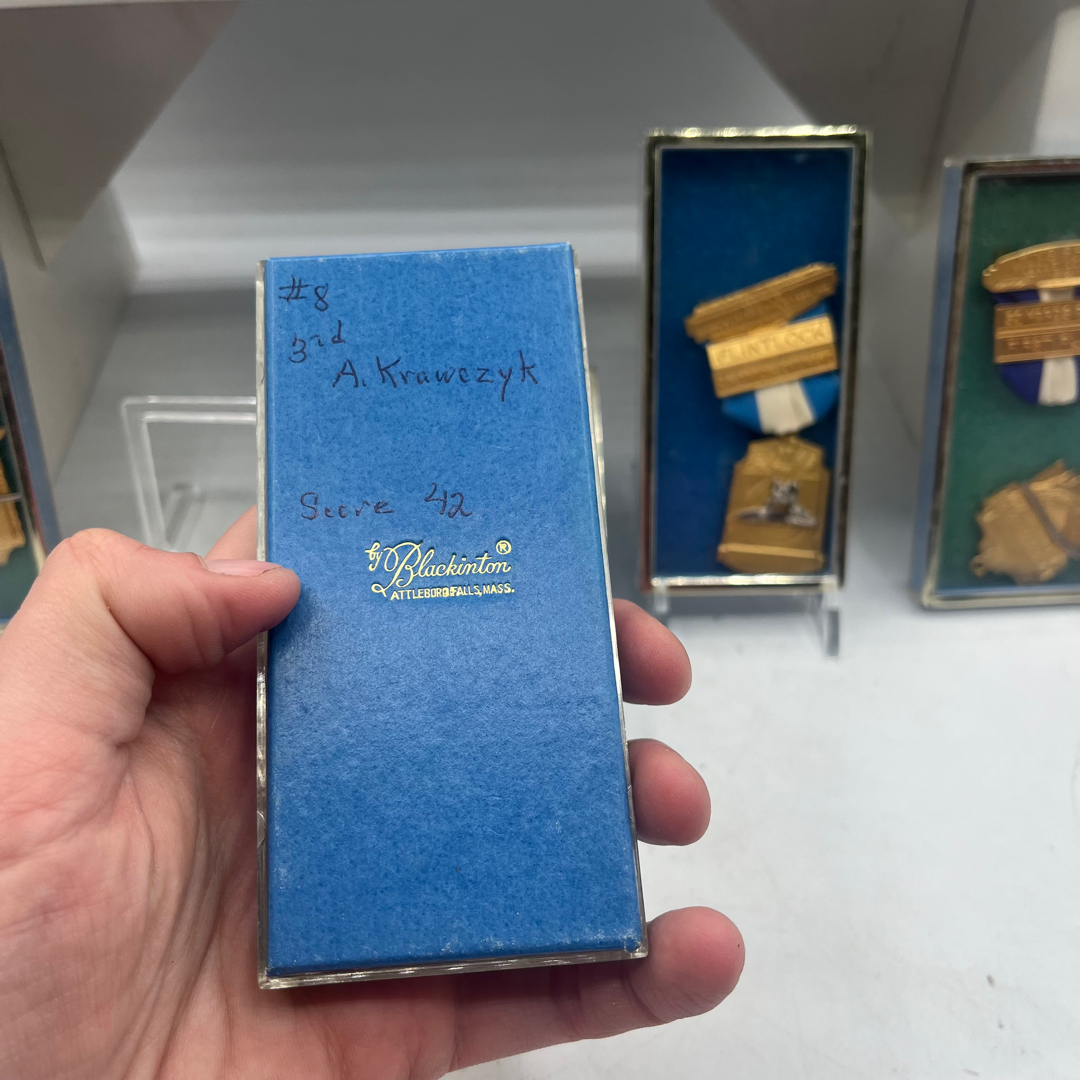 #8
3rd
A. Krawczyk
Score 42
by Blackinton®
ATTLEBORO FALLS, MASS.
FLINTLOCK